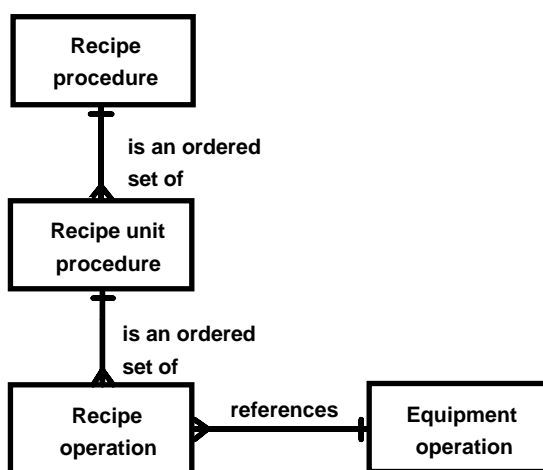 Recipe
procedure
is an ordered
set of
Recipe unit
procedure
is an ordered
set of
Recipe
operation
references
Equipment
operation